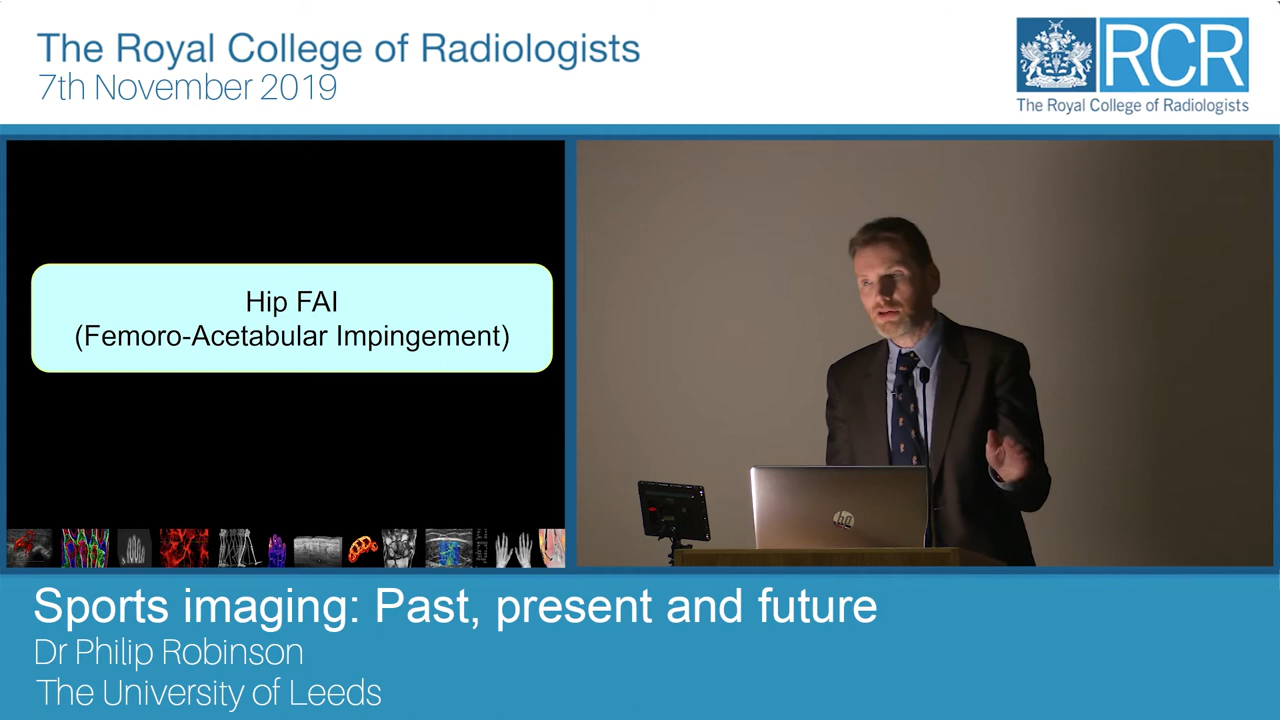 The Royal College of Radiologists
7th November 2019
RCR
The Royal College of Radiologists
Hip FAI
(Femoro-Acetabular Impingement)
hp
Sports imaging: Past, present and future
Dr Philip Robinson
The University of Leeds